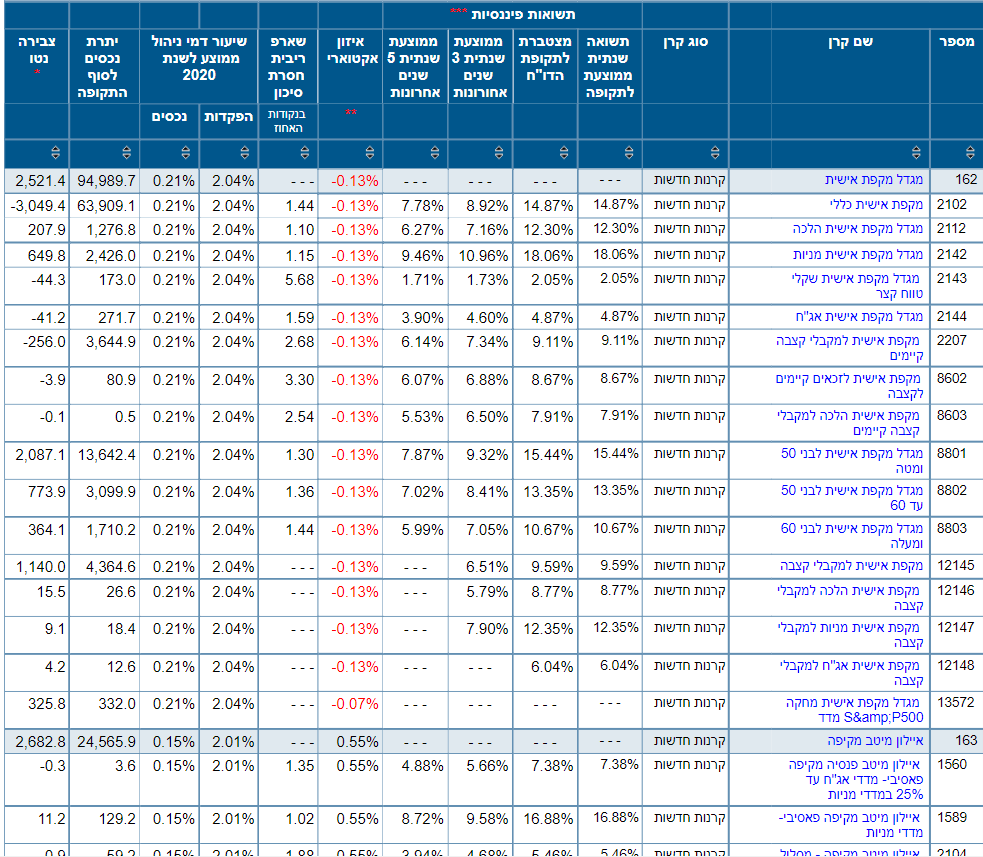 תשואות פיננסיות ***
מספר שם קרן סוג קרן תשואה שנתית ממוצעת לתקופה מצטברת לתקופת הדו"ח ממוצעת שנתית 3 שנים אחרונות ממוצעת שנתית 5 שנים אחרונות איזון אקטוארי שארפ ריבית חסרת סיכון שיעור דמי ניהול ממוצע לשנת 2020 יתרת נכסים לסוף התקופה צבירה נטו *
** בנקודות האחוז הפקדות נכסים
162 מגדל מקפת אישית קרנות חדשות --- --- --- --- -0.13% --- 2.04% 0.21% 94,989.7 2,521.4
2102 מקפת אישית כללי קרנות חדשות 14.87% 14.87% 8.92% 7.78% -0.13% 1.44 2.04% 0.21% 63,909.1 -3,049.4
2112 מגדל מקפת אישית הלכה קרנות חדשות 12.30% 12.30% 7.16% 6.27% -0.13% 1.10 2.04% 0.21% 1,276.8 207.9
2142 מגדל מקפת אישית מניות קרנות חדשות 18.06% 18.06% 10.96% 9.46% -0.13% 1.15 2.04% 0.21% 2,426.0 649.8
2143 מגדל מקפת אישית שקלי קרנות חדשות 2.05% 2.05% 1.73% 1.71% -0.13% 5.68 2.04% 0.21% 173.0 -44.3
טווח קצר
2144 מגדל מקפת אישית אג"ח קרנות חדשות 4.87% 4.87% 4.60% 3.90% -0.13% 1.59 2.04% 0.21% 271.7 -41.2
2207 מקפת אישית למקבלי קצבה קרנות חדשות 9.11% 9.11% 7.34% 6.14% -0.13% 2.68 2.04% 0.21% 3,644.9 -256.0
קיימים
8602 מקפת אישית לזכאים קיימים קרנות חדשות 8.67% 8.67% 6.88% 6.07% -0.13% 3.30 2.04% 0.21% 80.9 -3.9
לקצבה
8603 מקפת אישית הלכה למקבלי קרנות חדשות 7.91% 7.91% 6.50% 5.53% -0.13% 2.54 2.04% 0.21% 0.5 -0.1
קצבה קיימים
8801 מגדל מקפת אישית לבני 50 קרנות חדשות 15.44% 15.44% 9.32% 7.87% -0.13% 1.30 2.04% 0.21% 13,642.4 2,087.1
ומטה
8802 מגדל מקפת אישית לבני 50 קרנות חדשות 13.35% 13.35% 8.41% 7.02% -0.13% 1.36 2.04% 0.21% 3,099.9 773.9
עד 60
8803 מגדל מקפת אישית לבני 60 קרנות חדשות 10.67% 10.67% 7.05% 5.99% -0.13% 1.44 2.04% 0.21% 1,710.2 364.1
ומעלה
12145 מקפת אישית למקבלי קצבה קרנות חדשות 9.59% 9.59% 6.51% --- -0.13% --- 2.04% 0.21% 4,364.6 1,140.0
12146 מקפת אישית הלכה למקבלי קרנות חדשות 8.77% 8.77% 5.79% --- -0.13% --- 2.04% 0.21% 26.6 15.5
קצבה
12147 מקפת אישית מניות למקבלי קרנות חדשות 12.35% 12.35% 7.90% --- -0.13% --- 2.04% 0.21% 18.4 9.1
קצבה
12148 מקפת אישית אג"ח למקבלי קרנות חדשות 6.04% 6.04% --- --- -0.13% --- 2.04% 0.21% 12.6 4.2
קצבה
13572 מגדל מקפת אישית מחקה קרנות חדשות --- --- --- --- -0.07% --- 2.04% 0.21% 332.0 325.8
מדד S&amp;P500
163 איילון מיטב מקיפה קרנות חדשות --- --- --- --- 0.55% --- 2.01% 0.15% 24,565.9 2,682.8
1560 איילון מיטב פנסיה מקיפה קרנות חדשות 7.38% 7.38% 5.66% 4.88% 0.55% 1.35 2.01% 0.15% 3.6 -0.3
פאסיבי- מדדי אג"ח עד
25% במדדי מניות
1589 איילון מיטב מקיפה פאסיבי- קרנות חדשות 16.88% 16.88% 9.58% 8.72% 0.55% 1.02 2.01% 0.15% 129.2 11.2
מדדי מניות
2104 איילון מיטב מקיפה - מסלול קרנות חדשות 5.46% 5.46% 4.68% 3.94% 0.55% 1.88 2.01% 0.15% 59.2 0.9